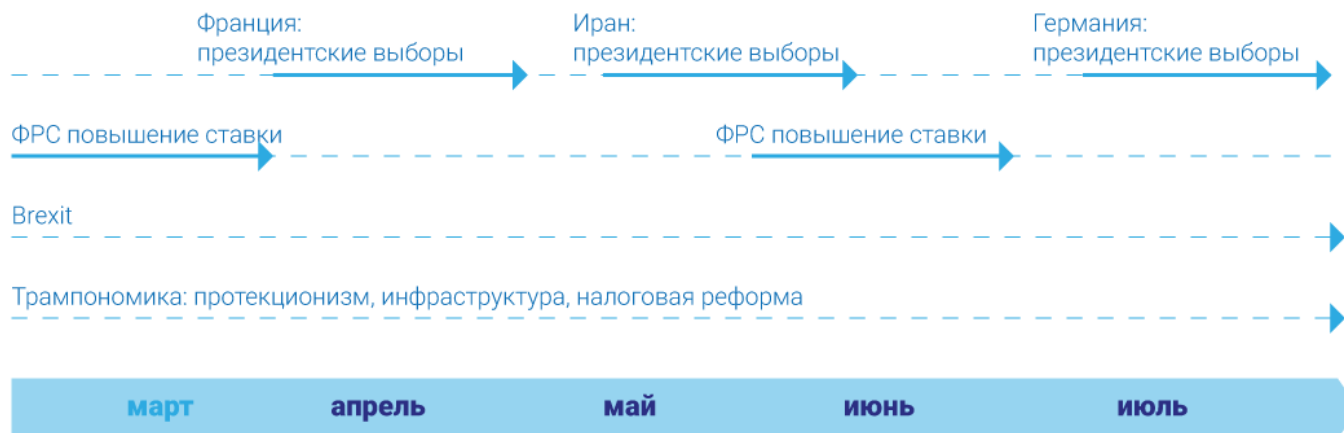 Франция:
президентские выборы
Иран:
президентские выборы
Германия:
президентские выборы
ФРС повышение ставки
ФРС повышение ставки
Brexit
Трампономика: протекционизм, инфраструктура, налоговая реформа
март апрель май июнь июль